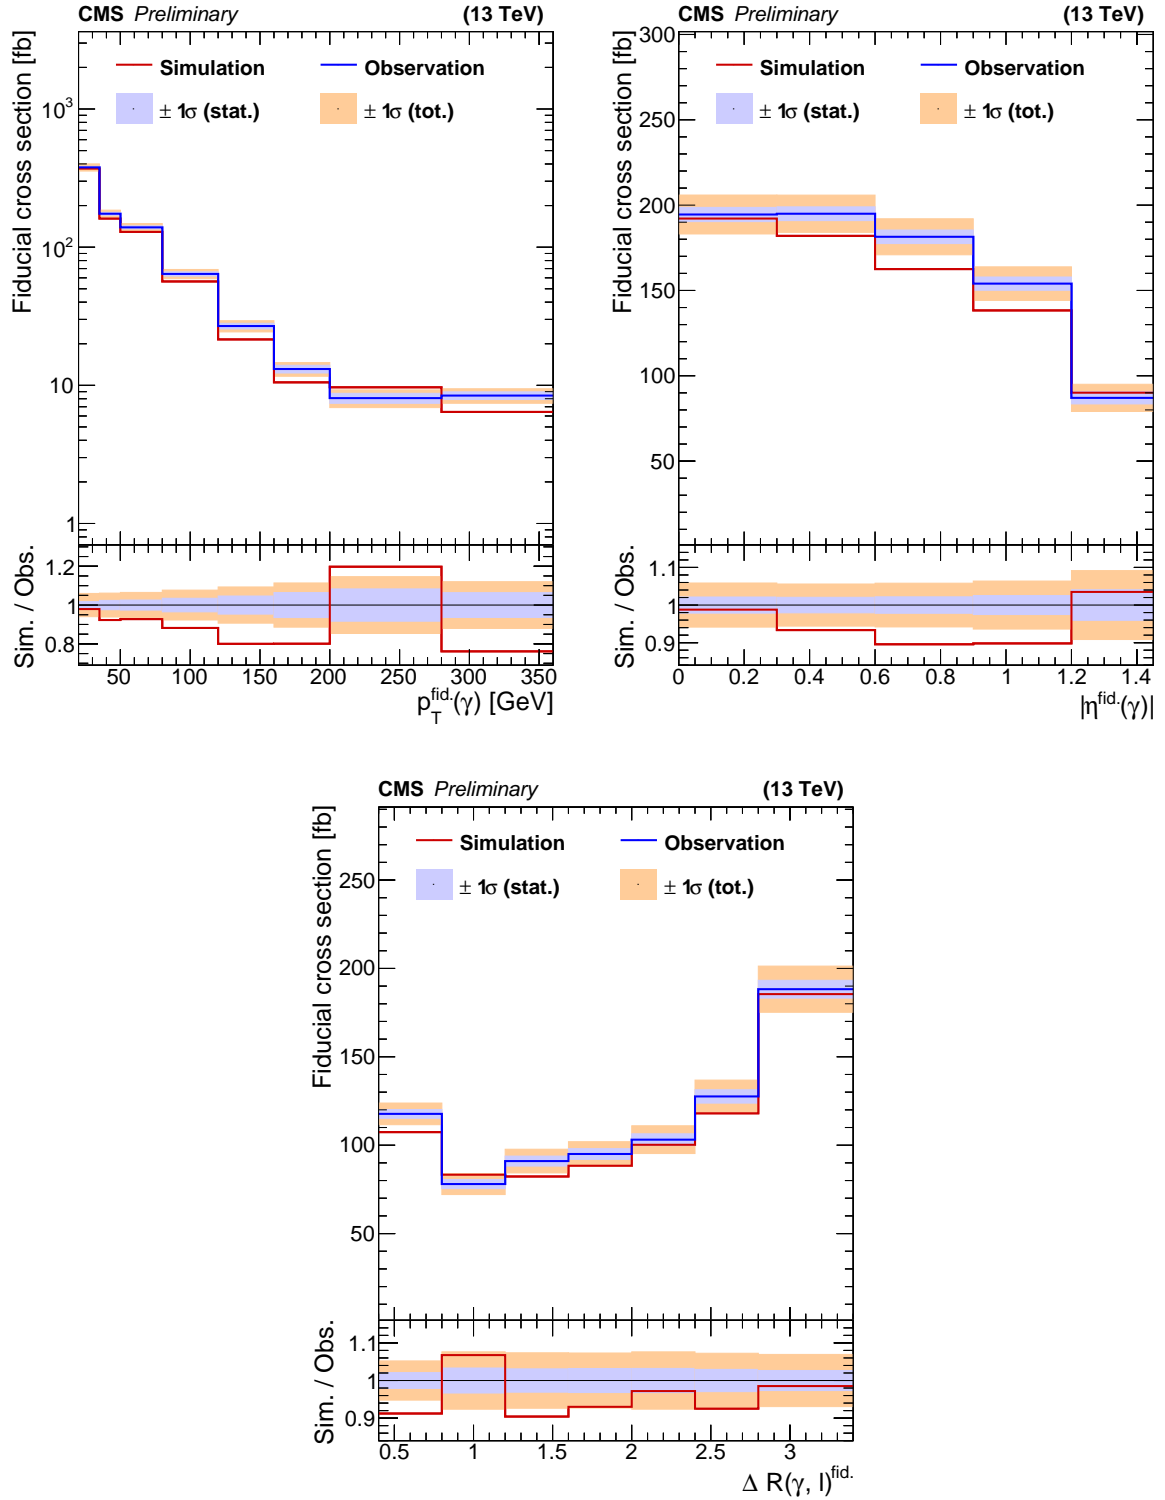 CMS Preliminary (13 TeV)
Fiducial cross section [fb]
Simulation Observation
± 1σ (stat.) ± 1σ (tot.)
10³
10²
10
1
Sim. / Obs.
1.2
1
0.8
50 100 150 200 250 300 350
p_T^fid.(γ) [GeV]
CMS Preliminary (13 TeV)
Fiducial cross section [fb]
Simulation Observation
± 1σ (stat.) ± 1σ (tot.)
300
250
200
150
100
50
Sim. / Obs.
1.1
1
0.9
0 0.2 0.4 0.6 0.8 1 1.2 1.4
|η^fid.(γ)|
CMS Preliminary (13 TeV)
Fiducial cross section [fb]
Simulation Observation
± 1σ (stat.) ± 1σ (tot.)
250
200
150
100
50
Sim. / Obs.
1.1
1
0.9
0.5 1 1.5 2 2.5 3
Δ R(γ, l)^fid.